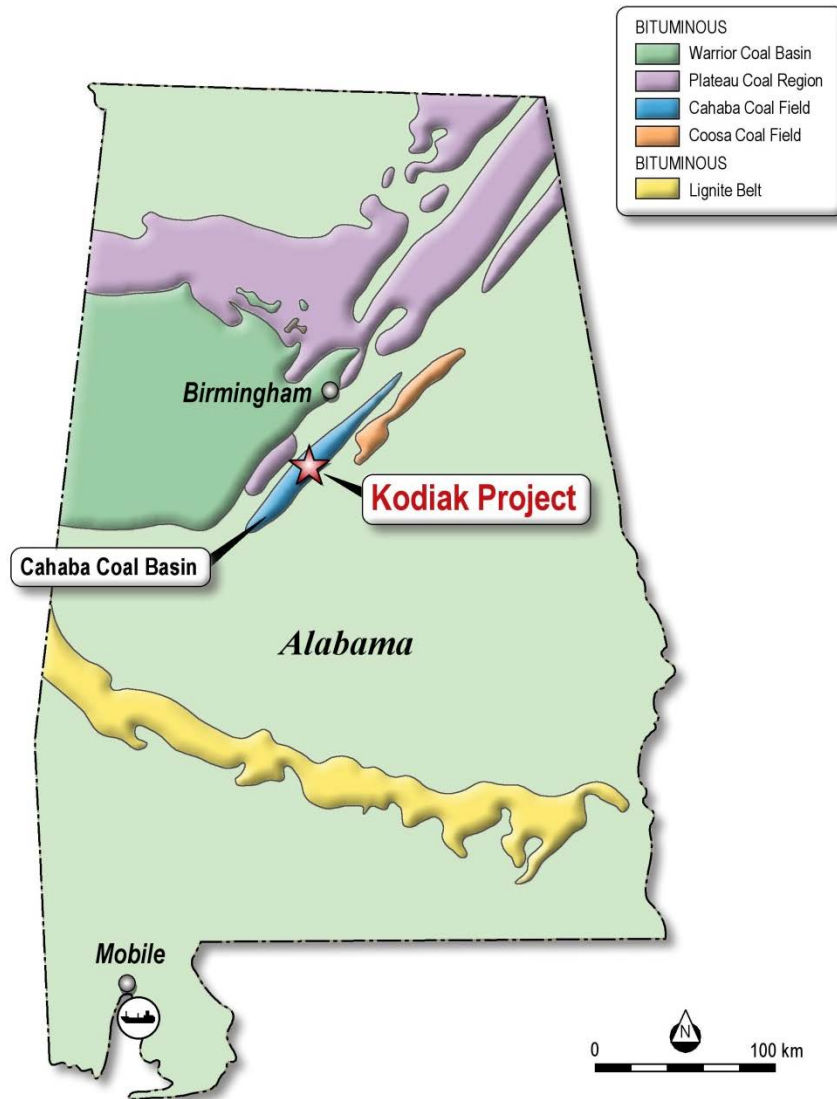 BITUMINOUS
Warrior Coal Basin
Plateau Coal Region
Cahaba Coal Field
Coosa Coal Field
BITUMINOUS
Lignite Belt
Birmingham
Kodiak Project
Cahaba Coal Basin
Alabama
Mobile
N
0 100 km